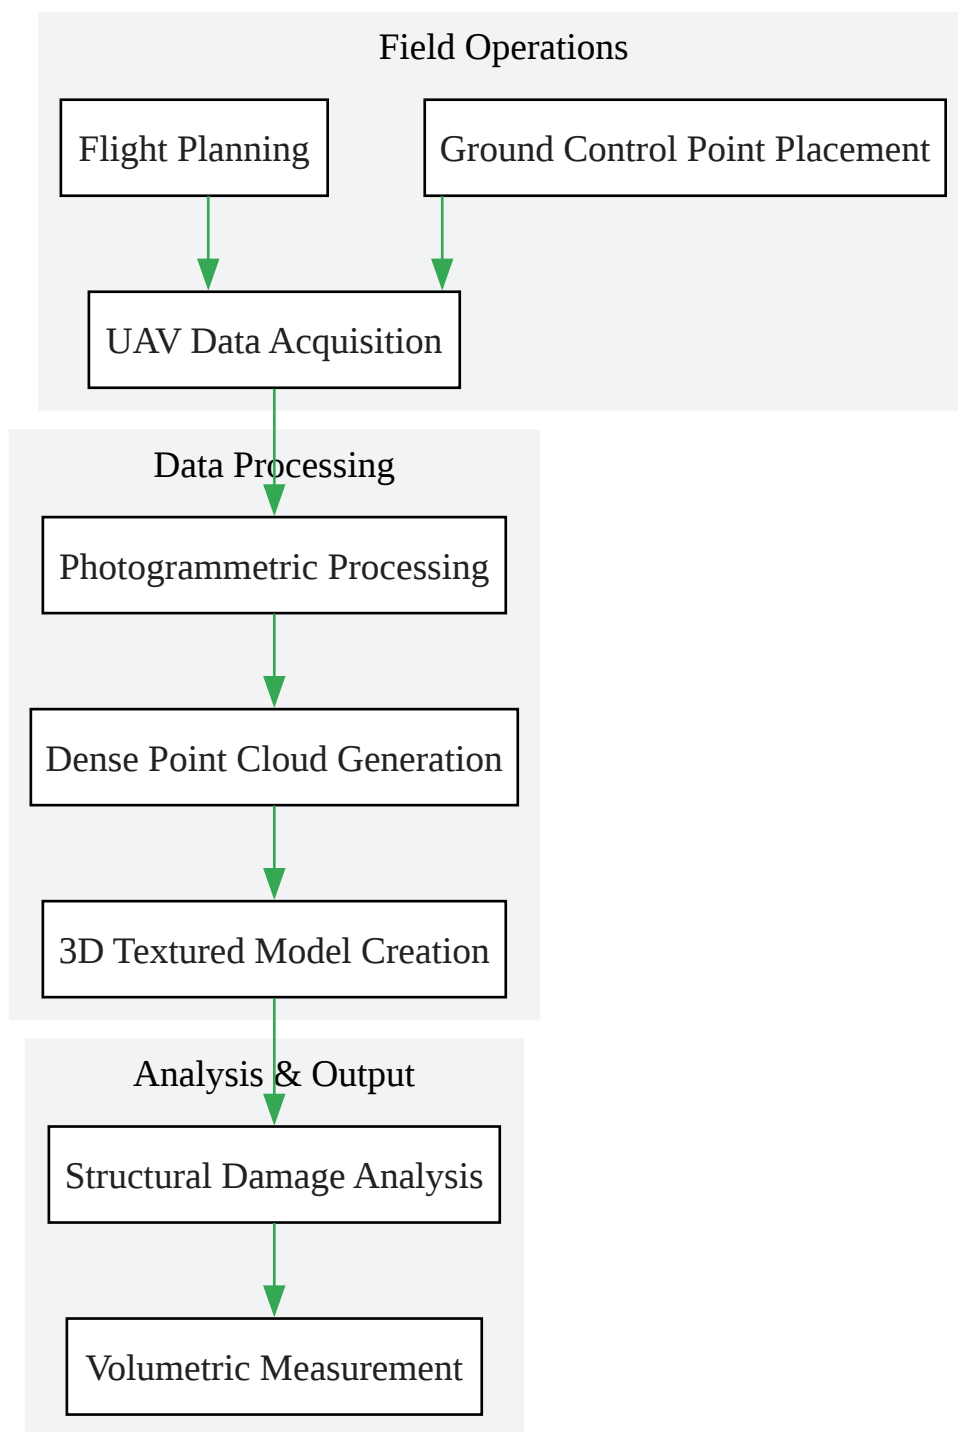 Field Operations
Flight Planning
Ground Control Point Placement
UAV Data Acquisition
Data Processing
Photogrammetric Processing
Dense Point Cloud Generation
3D Textured Model Creation
Analysis & Output
Structural Damage Analysis
Volumetric Measurement